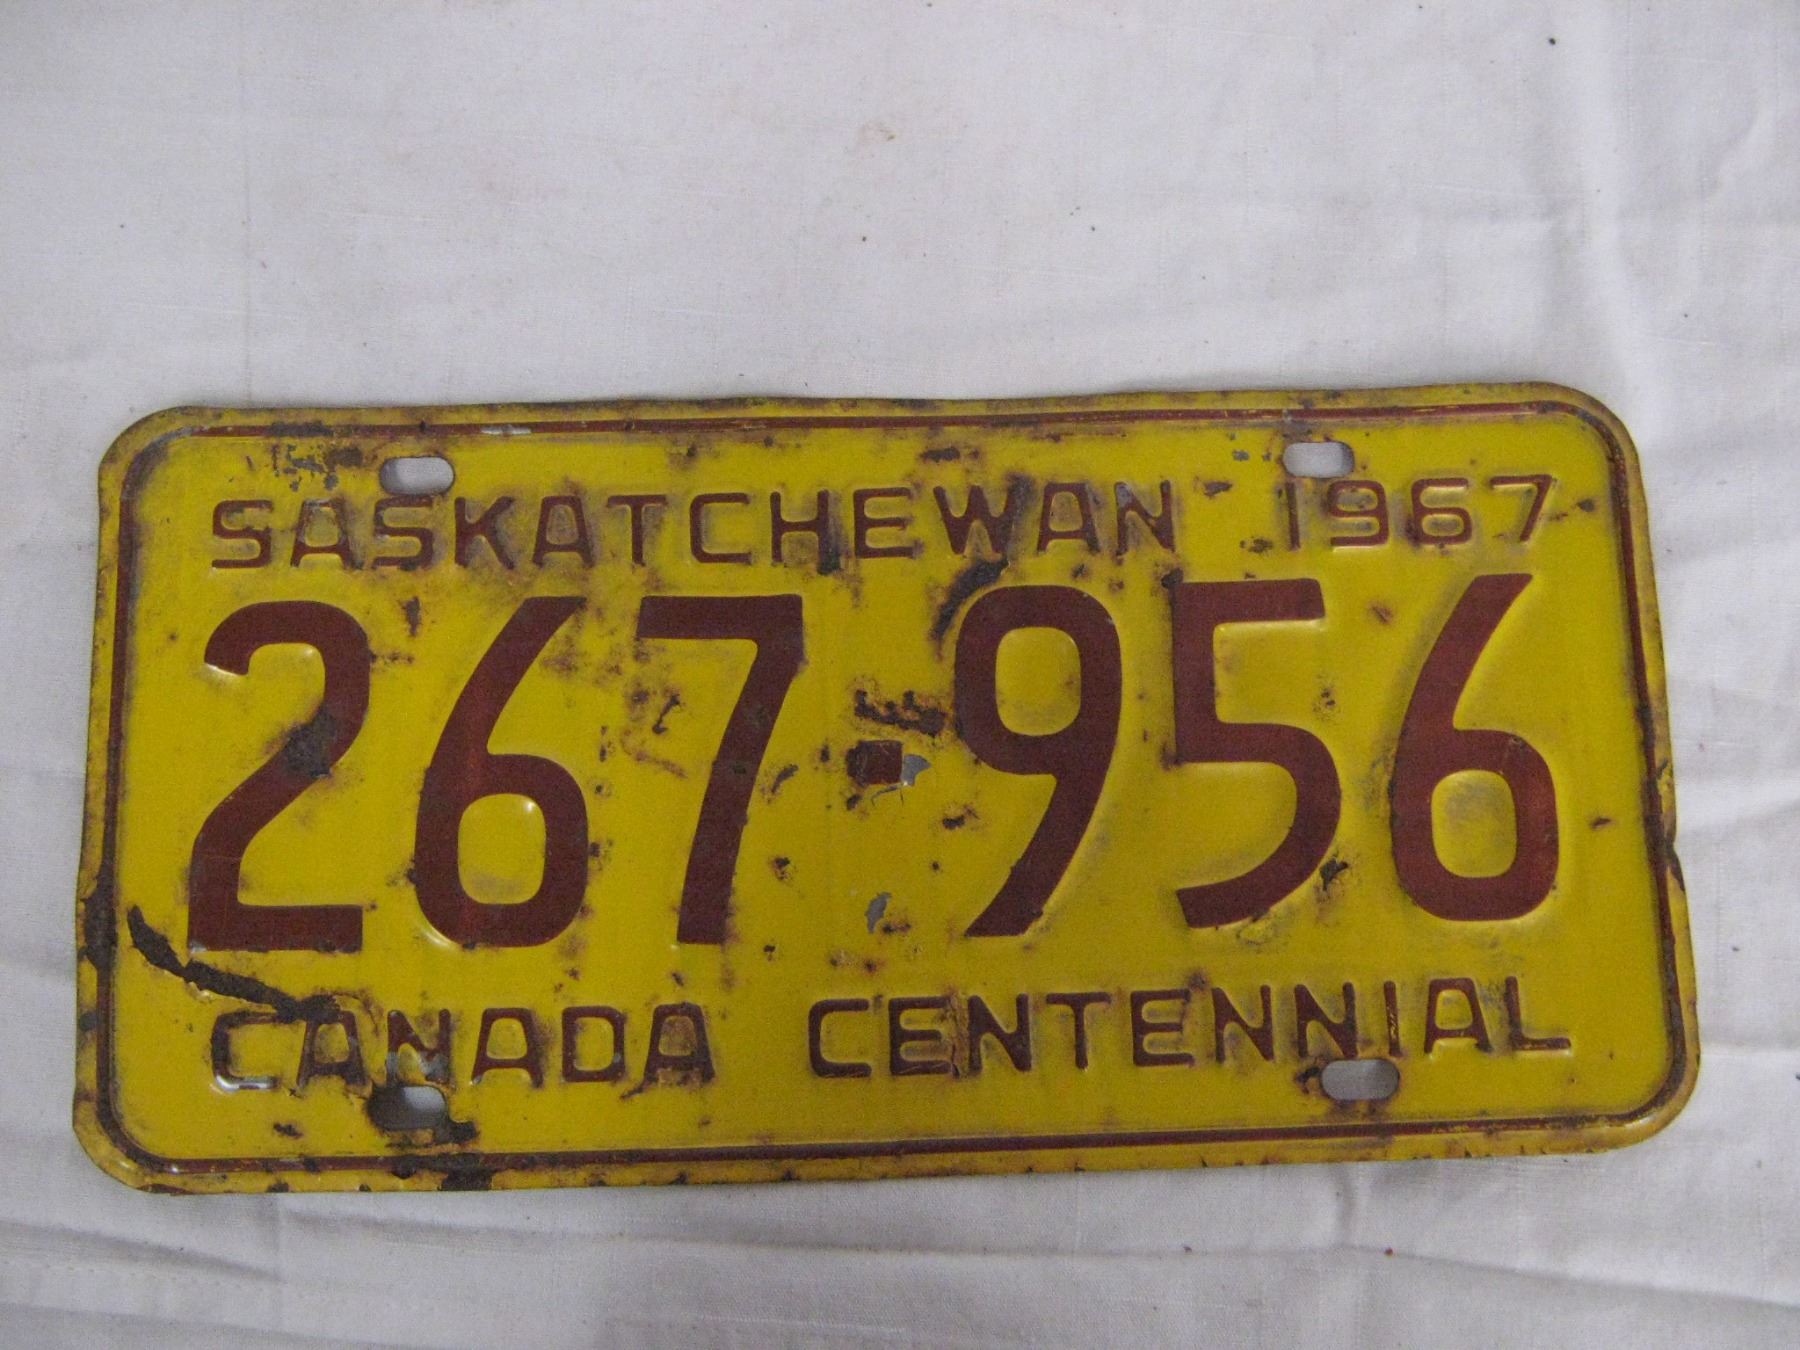 SASKATCHEWAN 1967
267-956
CANADA CENTENNIAL